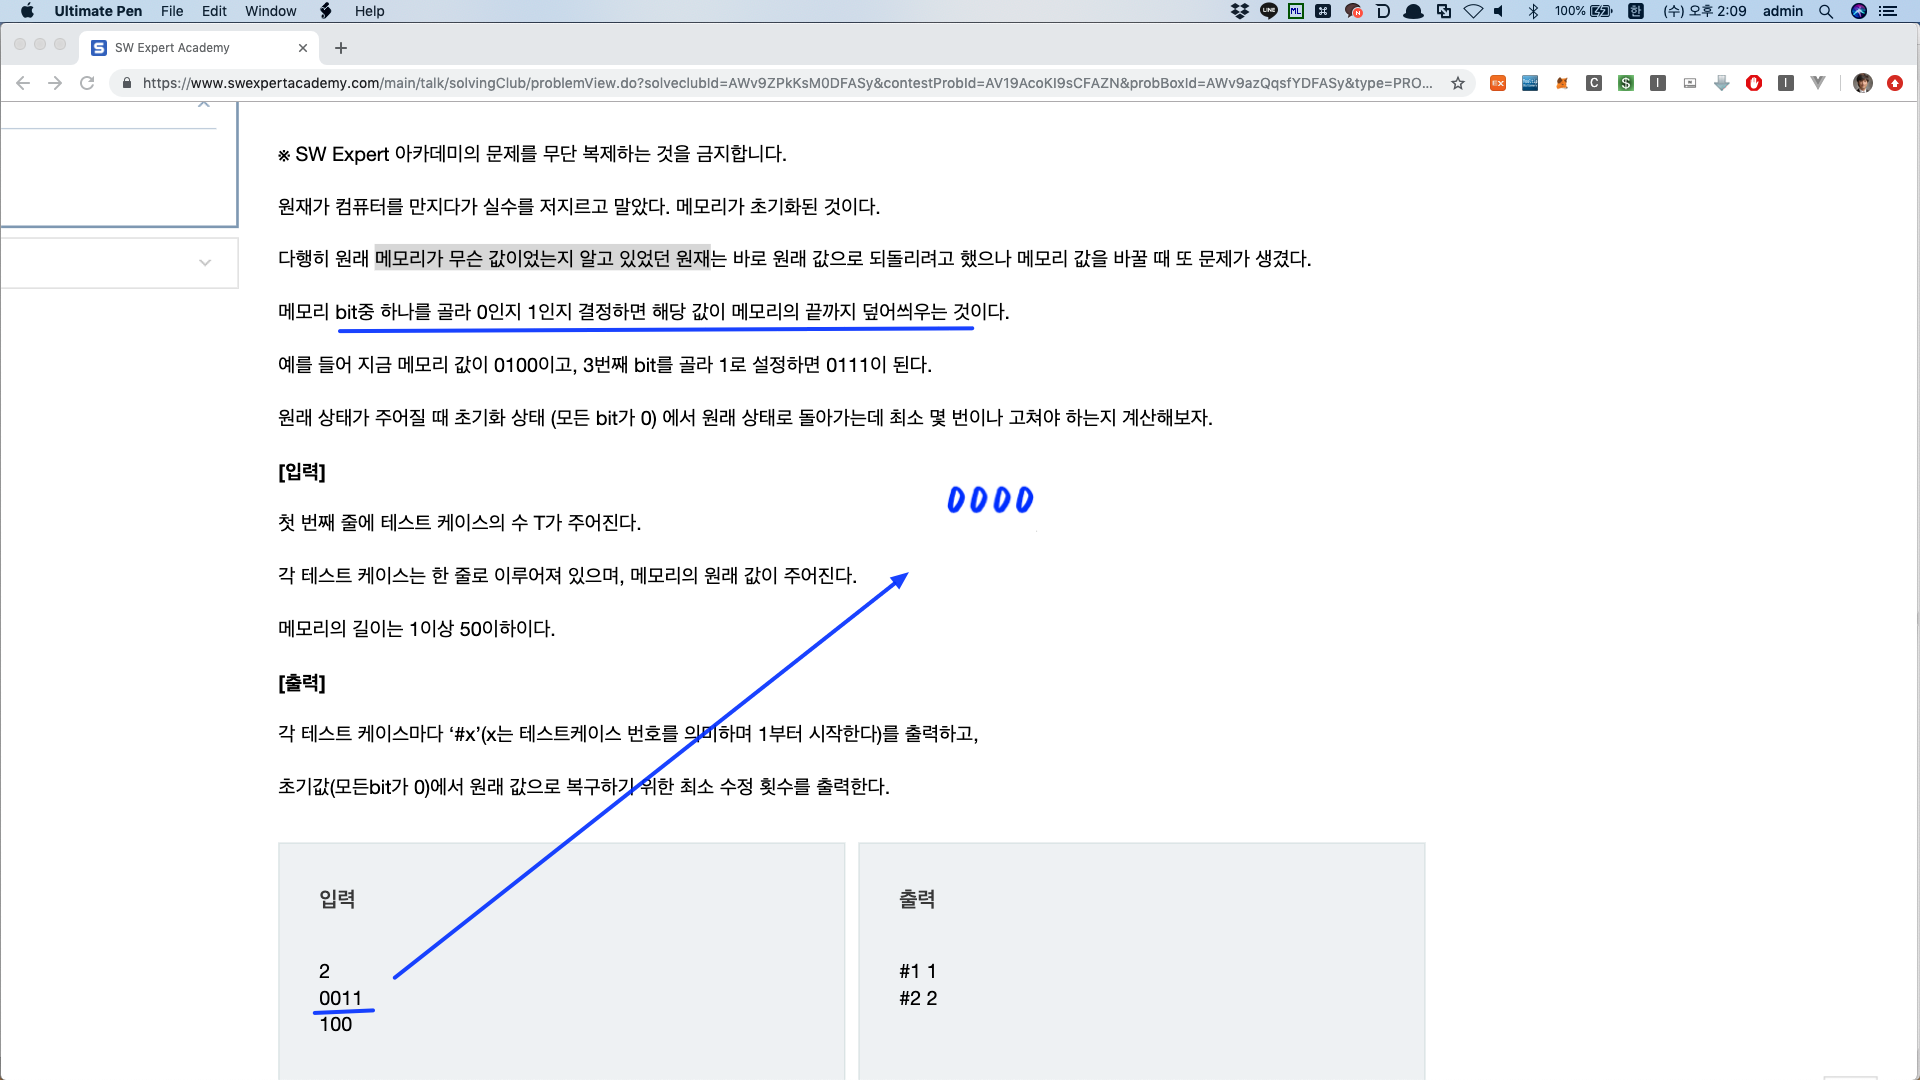 Ultimate Pen File Edit Window Help 100% 한 (수) 오후 2:09 admin
SW Expert Academy
https://www.swexpertacademy.com/main/talk/solvingClub/problemView.do?solveclubId=AWv9ZPkKsM0DFASy&contestProbId=AV19AcoKI9sCFAZN&probBoxId=AWv9azQqsfYDFASy&type=PRO...
※ SW Expert 아카데미의 문제를 무단 복제하는 것을 금지합니다.
원재가 컴퓨터를 만지다가 실수를 저지르고 말았다. 메모리가 초기화된 것이다.
다행히 원래 메모리가 무슨 값이었는지 알고 있었던 원재는 바로 원래 값으로 되돌리려고 했으나 메모리 값을 바꿀 때 또 문제가 생겼다.
메모리 bit중 하나를 골라 0인지 1인지 결정하면 해당 값이 메모리의 끝까지 덮어씌우는 것이다.
예를 들어 지금 메모리 값이 0100이고, 3번째 bit를 골라 1로 설정하면 0111이 된다.
원래 상태가 주어질 때 초기화 상태 (모든 bit가 0) 에서 원래 상태로 돌아가는데 최소 몇 번이나 고쳐야 하는지 계산해보자.
[입력]
0000
첫 번째 줄에 테스트 케이스의 수 T가 주어진다.
각 테스트 케이스는 한 줄로 이루어져 있으며, 메모리의 원래 값이 주어진다.
메모리의 길이는 1이상 50이하이다.
[출력]
각 테스트 케이스마다 ‘#x’(x는 테스트케이스 번호를 의미하며 1부터 시작한다)를 출력하고,
초기값(모든bit가 0)에서 원래 값으로 복구하기 위한 최소 수정 횟수를 출력한다.
입력
2
0011
100
출력
#1 1
#2 2